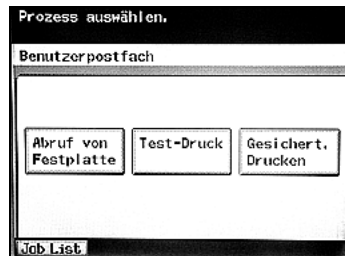 Prozess auswählen.
Benutzerpostfach
Abruf von
Festplatte
Test-Druck
Gesichert.
Drucken
Job List